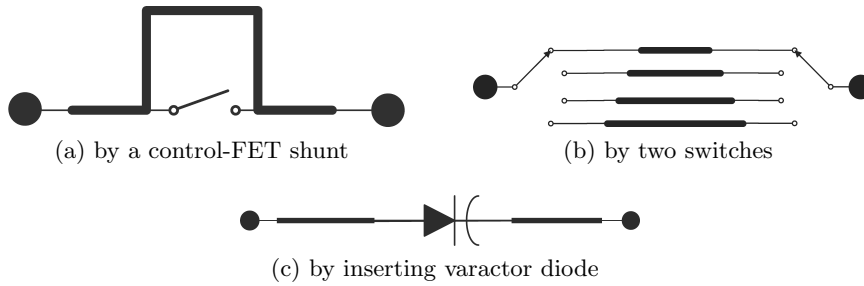 (a) by a control-FET shunt
(b) by two switches
(c) by inserting varactor diode